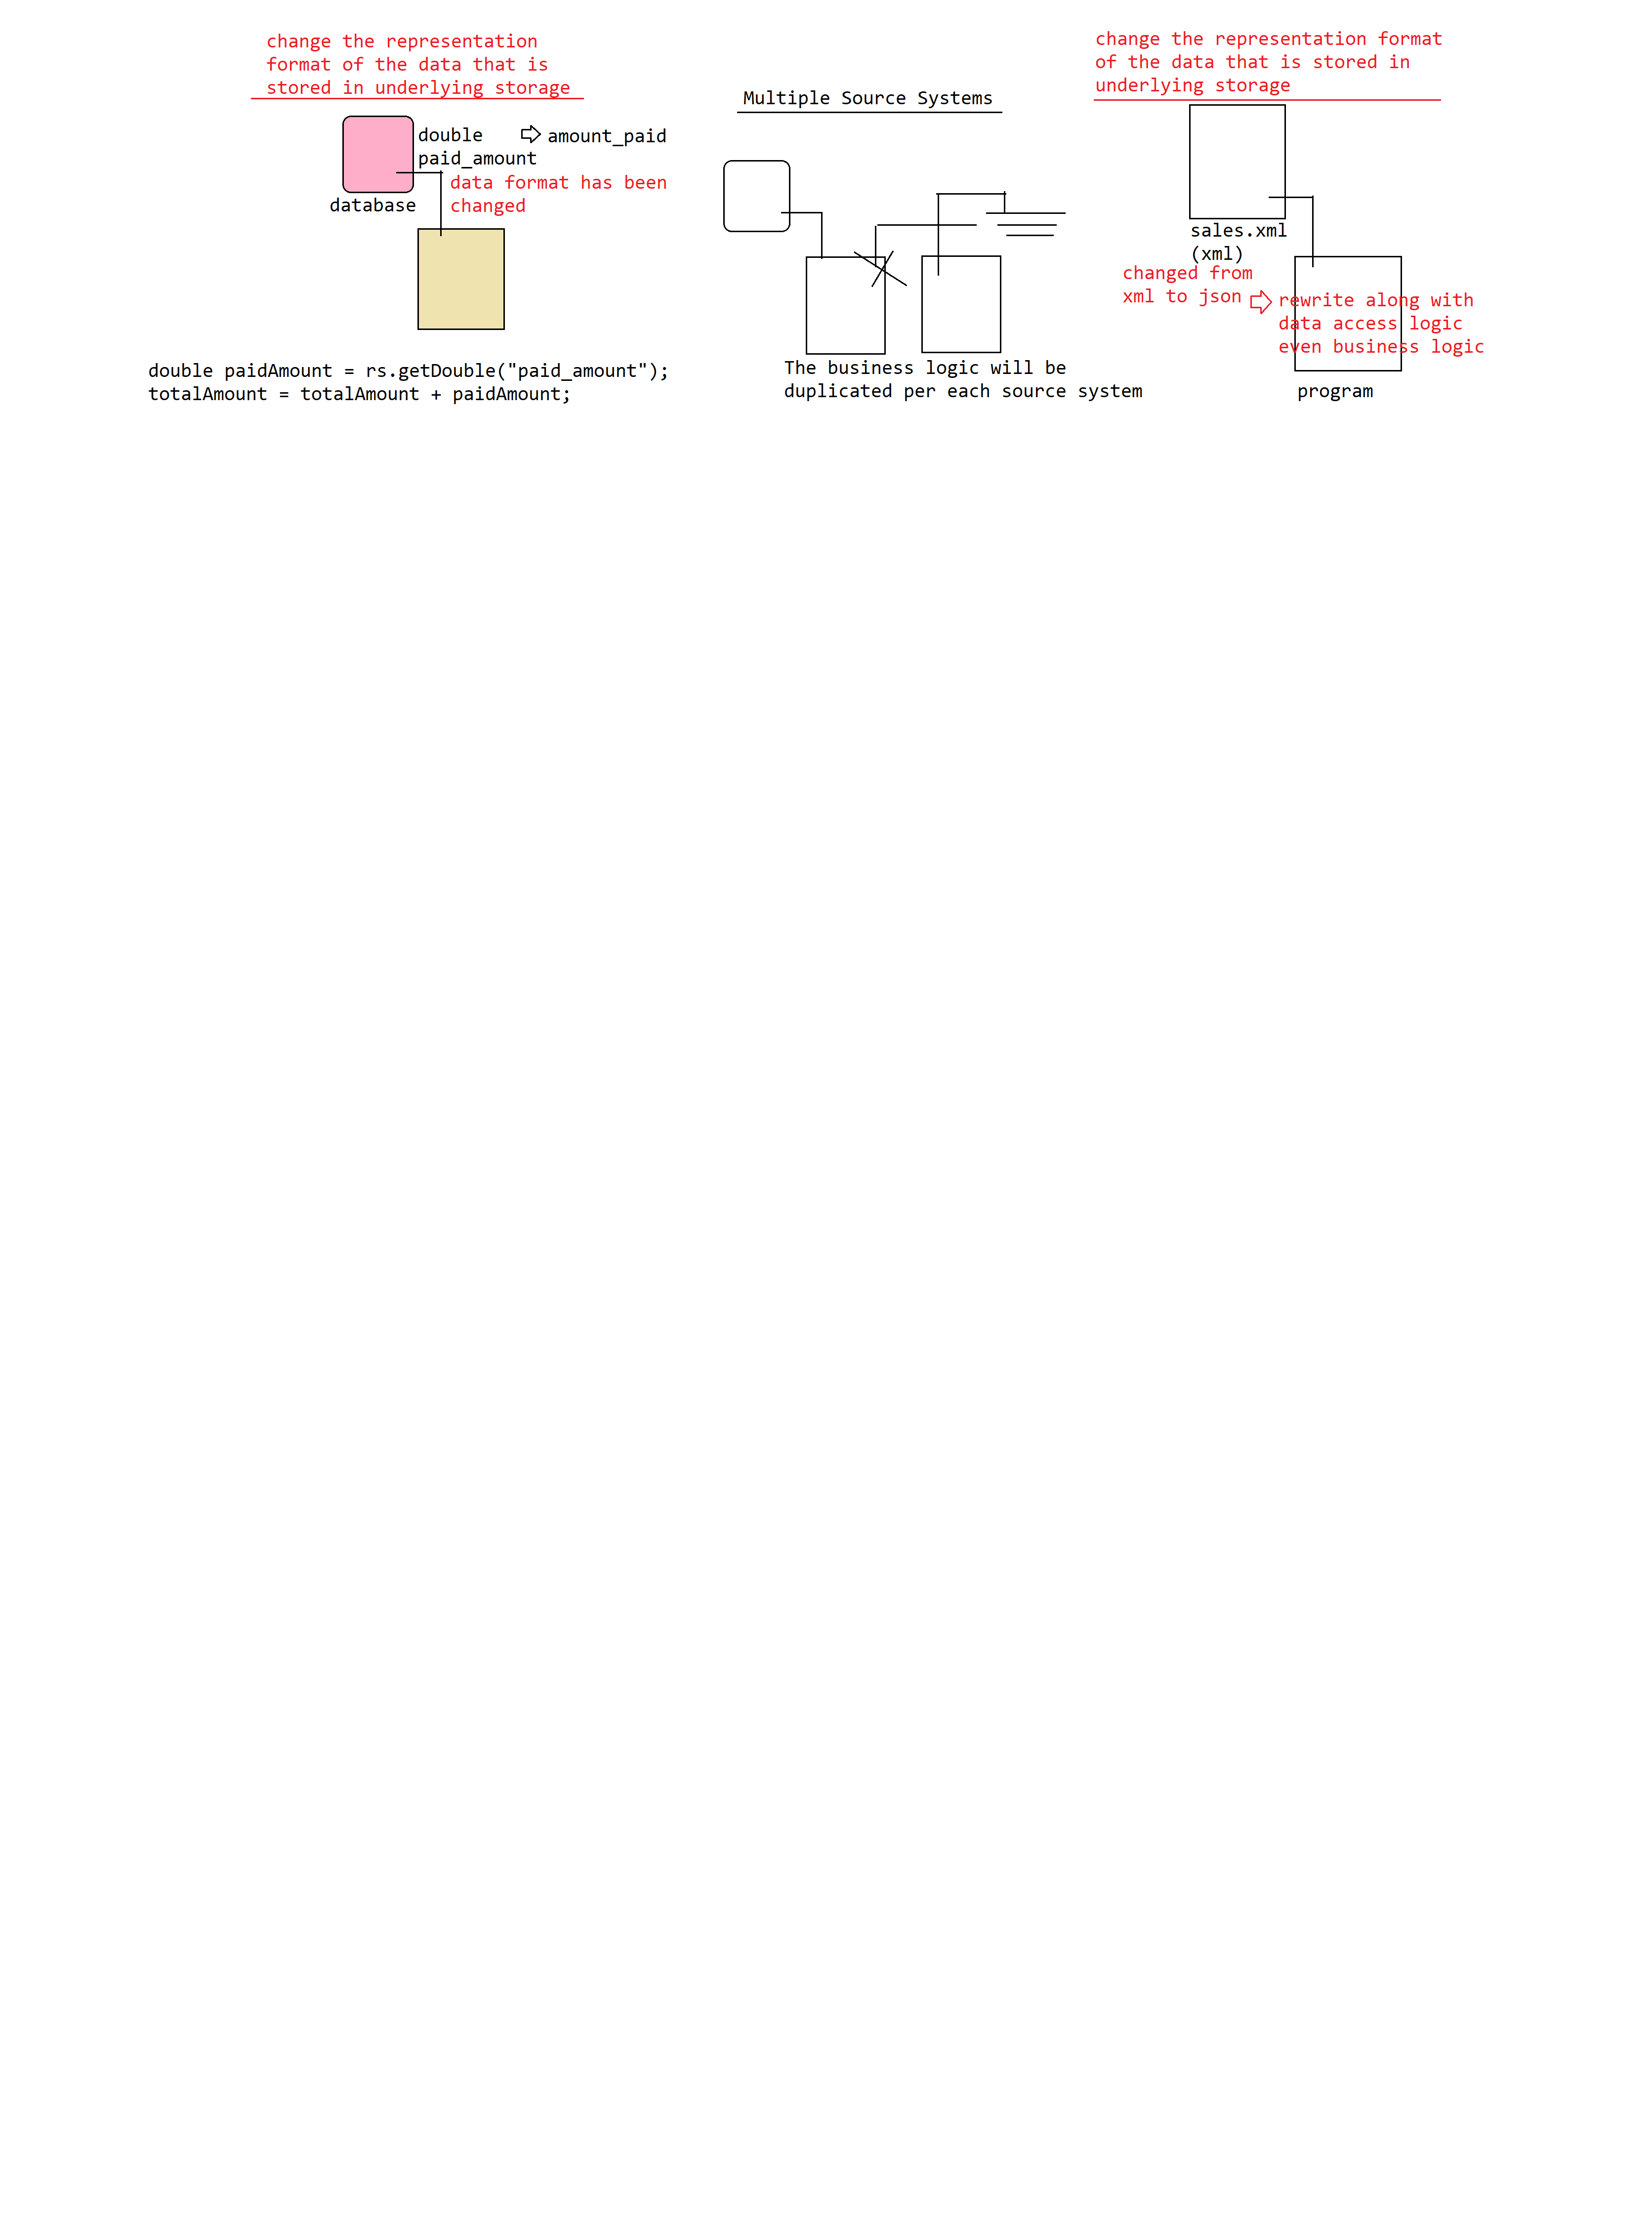 change the representation
format of the data that is
stored in underlying storage
double ⇨ amount_paid
paid_amount
data format has been
changed
database
double paidAmount = rs.getDouble("paid_amount");
totalAmount = totalAmount + paidAmount;
Multiple Source Systems
The business logic will be
duplicated per each source system
change the representation format
of the data that is stored in
underlying storage
sales.xml
(xml)
changed from
xml to json
rewrite along with
data access logic
even business logic
program